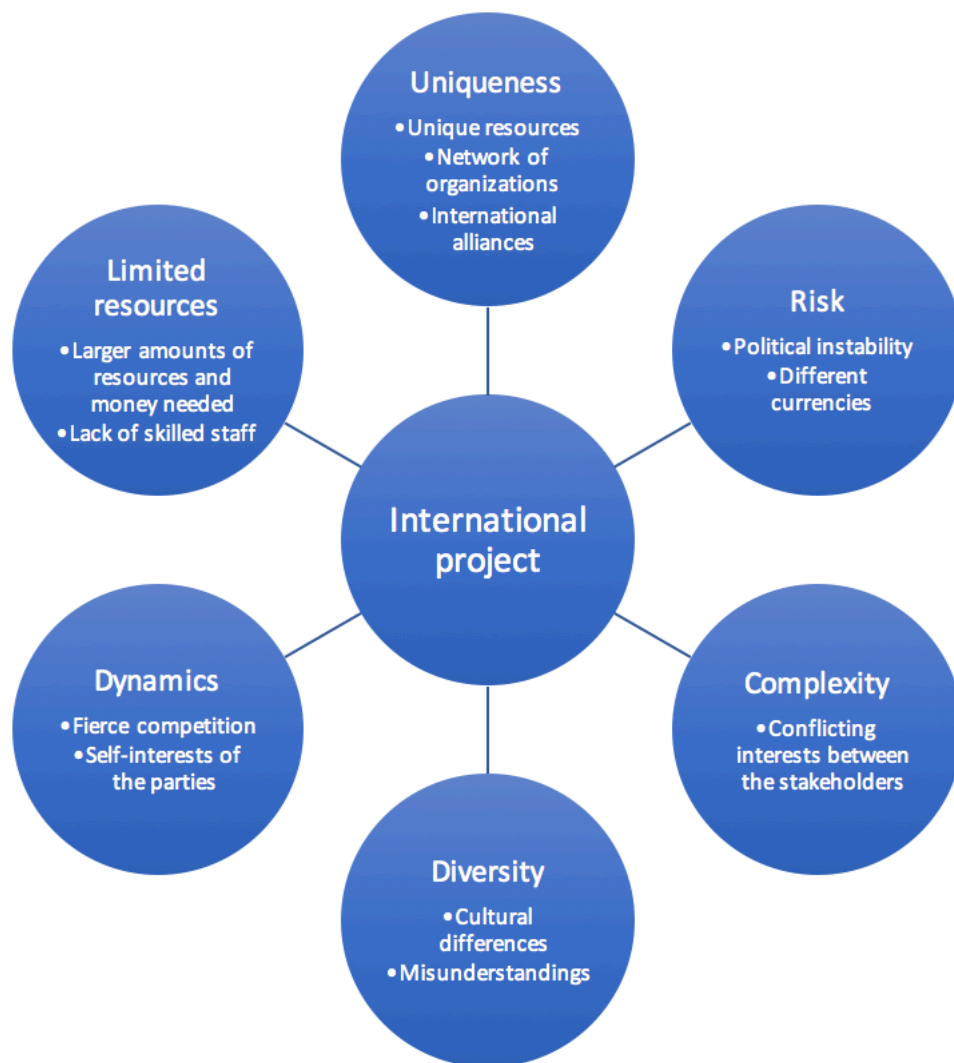 Uniqueness
•Unique resources
•Network of
organizations
•International
alliances
Limited
resources
•Larger amounts of
resources and
money needed
•Lack of skilled staff
Risk
•Political instability
•Different
currencies
International
project
Dynamics
•Fierce competition
•Self-interests of
the parties
Complexity
•Conflicting
interests between
the stakeholders
Diversity
•Cultural
differences
•Misunderstandings